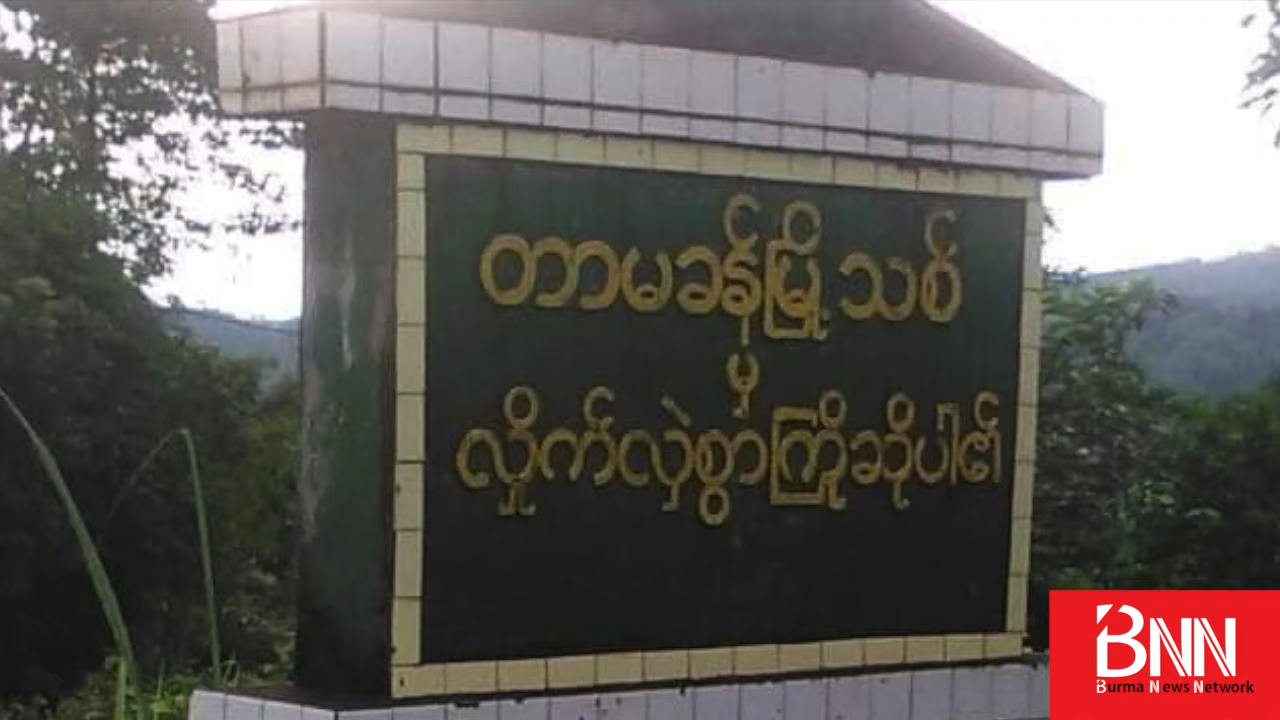 တာမခန်မြို့သစ်
မှ
လှိုက်လှဲစွာကြိုဆိုပါ၏
BNN
Burma News Network